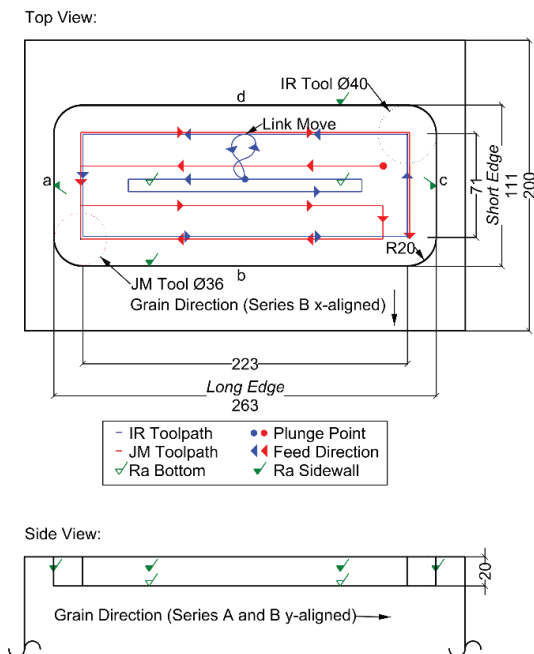 Top View:
IR Tool Ø40
d
Link Move
a
c
71
Short Edge
111
200
R20
JM Tool Ø36
b
Grain Direction (Series B x-aligned)
223
Long Edge
263
IR Toolpath
Plunge Point
JM Toolpath
Feed Direction
Ra Bottom
Ra Sidewall
Side View:
20
Grain Direction (Series A and B y-aligned)